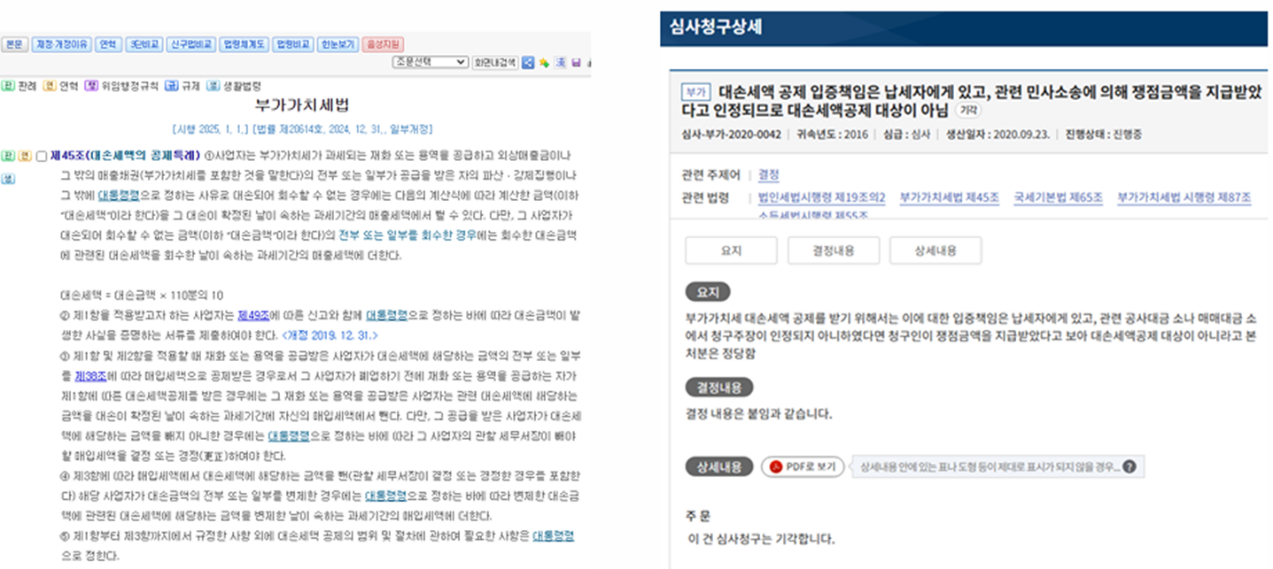 본문 제정·개정이유 연혁 3단비교 신구법비교 법령체계도 법령비교 한눈보기 음성지원
조문선택 화면내검색
판 판례 연 연혁 행 위임행정규칙 규 규제 생 생활법령
부가가치세법
[시행 2025. 1. 1.] [법률 제20614호, 2024. 12. 31., 일부개정]
판 연 제45조(대손세액의 공제특례) ①사업자는 부가가치세가 과세되는 재화 또는 용역을 공급하고 외상매출금이나
생 그 밖의 매출채권(부가가치세를 포함한 것을 말한다)의 전부 또는 일부가 공급을 받은 자의 파산ㆍ강제집행이나
그 밖에 대통령령으로 정하는 사유로 대손되어 회수할 수 없는 경우에는 다음의 계산식에 따라 계산한 금액(이하
"대손세액"이라 한다)을 그 대손이 확정된 날이 속하는 과세기간의 매출세액에서 뺄 수 있다. 다만, 그 사업자가
대손되어 회수할 수 없는 금액(이하 "대손금액"이라 한다)의 전부 또는 일부를 회수한 경우에는 회수한 대손금액
에 관련된 대손세액을 회수한 날이 속하는 과세기간의 매출세액에 더한다.
대손세액 = 대손금액 × 110분의 10
② 제1항을 적용받고자 하는 사업자는 제49조에 따른 신고와 함께 대통령령으로 정하는 바에 따라 대손금액이 발
생한 사실을 증명하는 서류를 제출하여야 한다. <개정 2019. 12. 31.>
③ 제1항 및 제2항을 적용할 때 재화 또는 용역을 공급받은 사업자가 대손세액에 해당하는 금액의 전부 또는 일부
를 제38조에 따라 매입세액으로 공제받은 경우로서 그 사업자가 폐업하기 전에 재화 또는 용역을 공급하는 자가
제1항에 따른 대손세액공제를 받은 경우에는 그 재화 또는 용역을 공급받은 사업자는 관련 대손세액에 해당하는
금액을 대손이 확정된 날이 속하는 과세기간에 자신의 매입세액에서 뺀다. 다만, 그 공급을 받은 사업자가 대손세
액에 해당하는 금액을 빼지 아니한 경우에는 대통령령으로 정하는 바에 따라 그 사업자의 관할 세무서장이 빼야
할 매입세액을 결정 또는 경정(更正)하여야 한다.
④ 제3항에 따라 매입세액에서 대손세액에 해당하는 금액을 뺀(관할 세무서장이 결정 또는 경정한 경우를 포함한
다) 해당 사업자가 대손금액의 전부 또는 일부를 변제한 경우에는 대통령령으로 정하는 바에 따라 변제한 대손금
액에 관련된 대손세액에 해당하는 금액을 변제한 날이 속하는 과세기간의 매입세액에 더한다.
⑤ 제1항부터 제3항까지에서 규정한 사항 외에 대손세액 공제의 범위 및 절차에 관하여 필요한 사항은 대통령령
으로 정한다.
심사청구상세
부가 대손세액 공제 입증책임은 납세자에게 있고, 관련 민사소송에 의해 쟁점금액을 지급받았
다고 인정되므로 대손세액공제 대상이 아님 기각
심사-부가-2020-0042 | 귀속년도 : 2016 | 심급 : 심사 | 생산일자 : 2020.09.23. | 진행상태 : 진행중
관련 주제어 | 결정
관련 법령 | 법인세법시행령 제19조의2 부가가치세법 제45조 국세기본법 제65조 부가가치세법 시행령 제87조
소득세법시행령 제55조
요지 결정내용 상세내용
요지
부가가치세 대손세액 공제를 받기 위해서는 이에 대한 입증책임은 납세자에게 있고, 관련 공사대금 소나 매매대금 소
에서 청구주장이 인정되지 아니하였다면 청구인이 쟁점금액을 지급받았다고 보아 대손세액공제 대상이 아니라고 본
처분은 정당함
결정내용
결정 내용은 붙임과 같습니다.
상세내용 PDF로 보기 상세내용 안에 있는 표나 도형 등이 제대로 표시가 되지 않을 경우... ?
주 문
이 건 심사청구는 기각합니다.